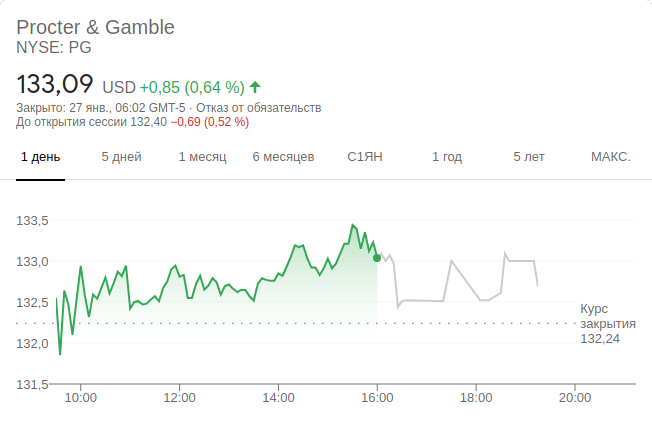 Procter & Gamble
NYSE: PG
133,09 USD +0,85 (0,64 %)
Закрыто: 27 янв., 06:02 GMT-5 · Отказ от обязательств
До открытия сессии 132,40 −0,69 (0,52 %)
1 день 5 дней 1 месяц 6 месяцев С1ЯН 1 год 5 лет МАКС.
133,5
133,0
132,5
Курс
закрытия
132,24
132,0
131,5
10:00 12:00 14:00 16:00 18:00 20:00